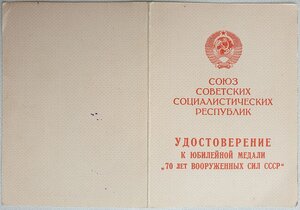 СОЮЗ
СОВЕТСКИХ
СОЦИАЛИСТИЧЕСКИХ
РЕСПУБЛИК
УДОСТОВЕРЕНИЕ
К ЮБИЛЕЙНОЙ МЕДАЛИ
„70 ЛЕТ ВООРУЖЕННЫХ СИЛ СССР“